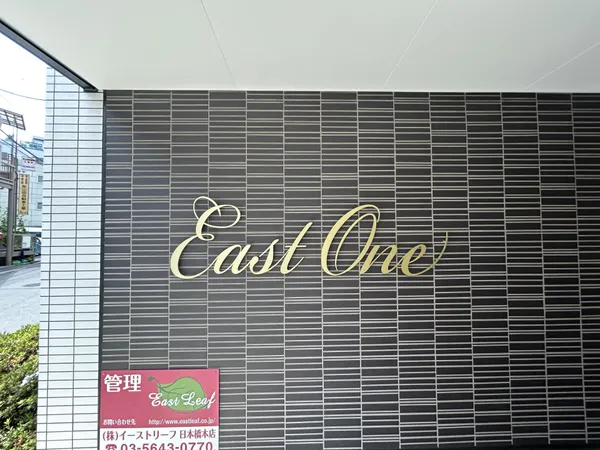 East One
管理
East Leaf
お問い合わせ先 http://www.eastleaf.co.jp/
(株)イーストリーフ 日本橋本店
☎03-5643-0770